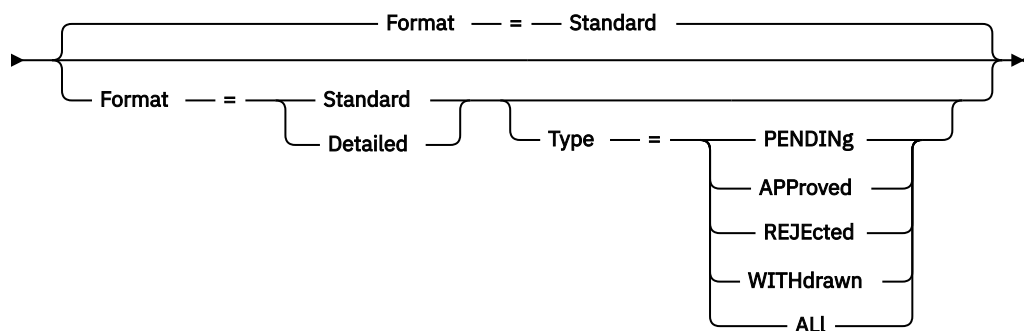 Format = Standard
Format = Standard
Detailed
Type = PENDINg
APProved
REJEcted
WITHdrawn
ALl